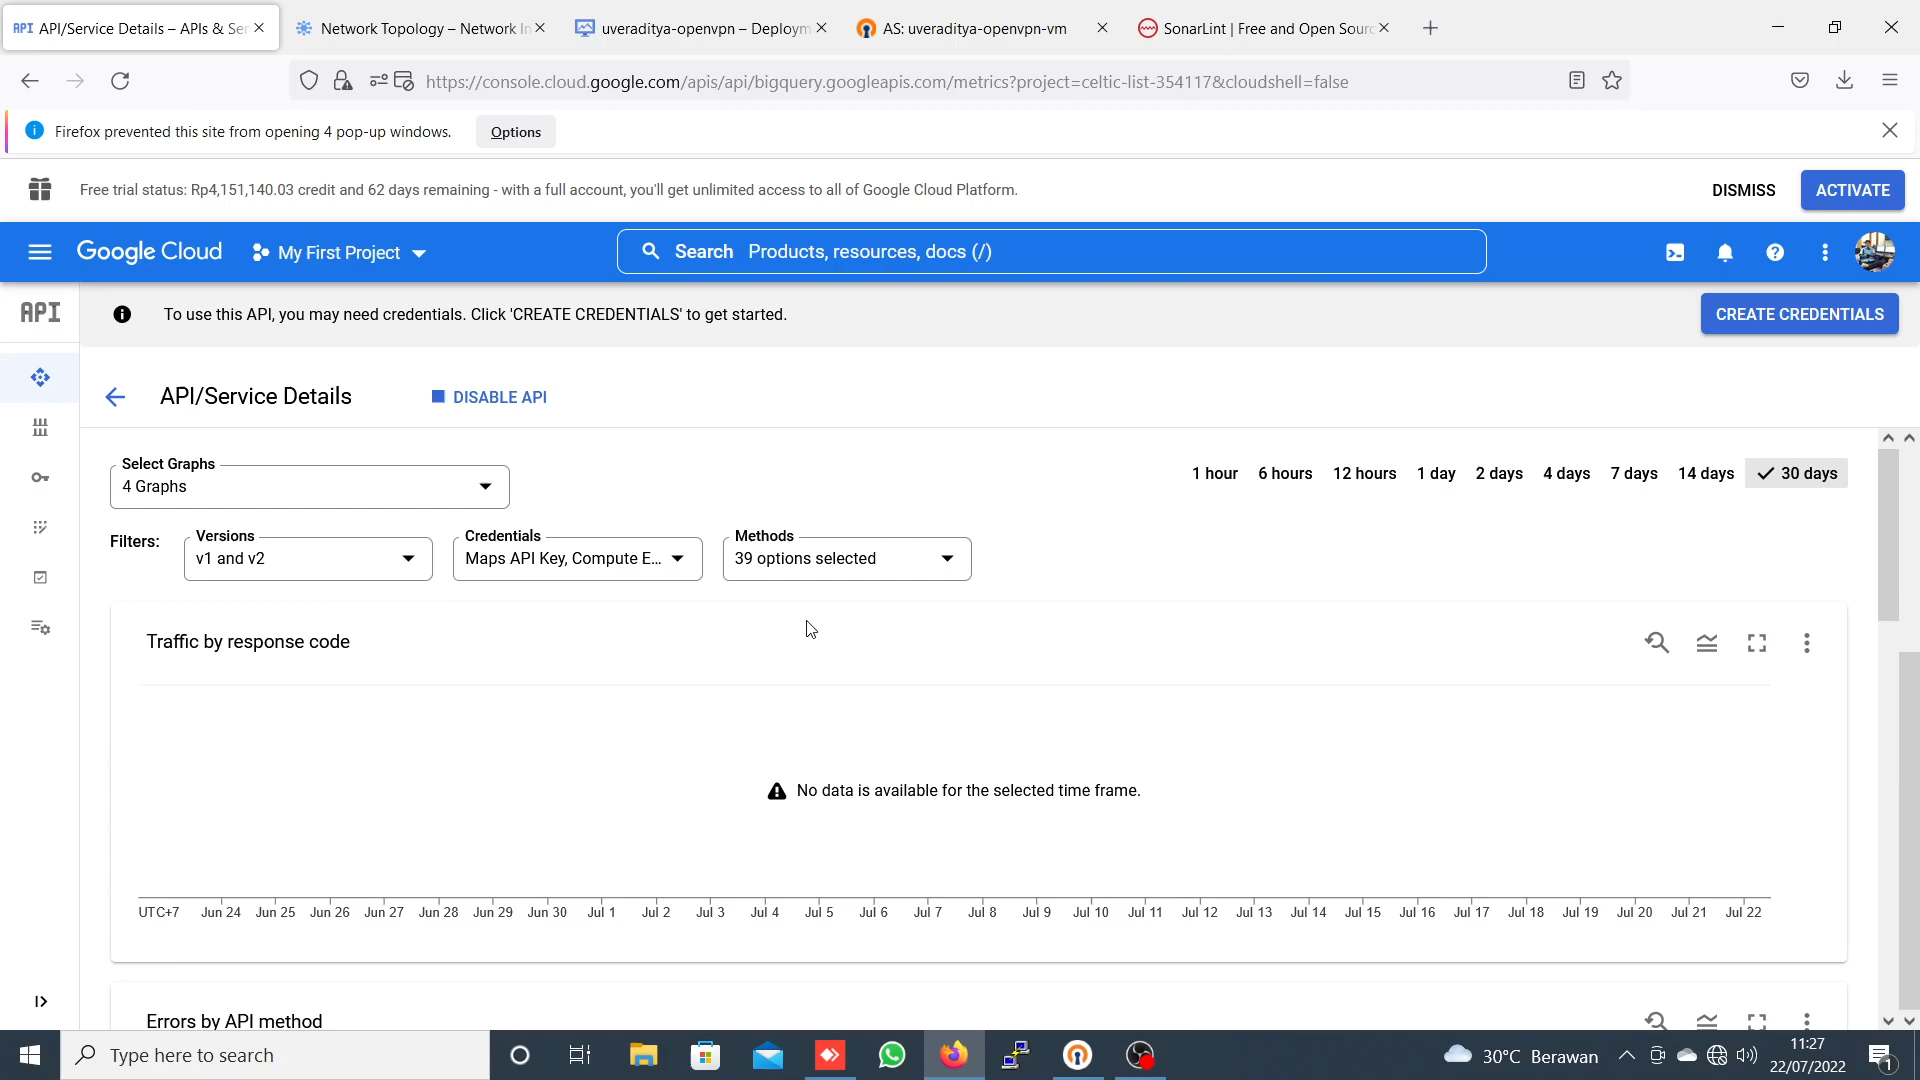 API API/Service Details – APIs & Ser
Network Topology – Network In
uveraditya-openvpn – Deploym
AS: uveraditya-openvpn-vm
SonarLint | Free and Open Sourc
https://console.cloud.google.com/apis/api/bigquery.googleapis.com/metrics?project=celtic-list-354117&cloudshell=false
Firefox prevented this site from opening 4 pop-up windows.
Options
Free trial status: Rp4,151,140.03 credit and 62 days remaining - with a full account, you'll get unlimited access to all of Google Cloud Platform.
DISMISS
ACTIVATE
Google Cloud
My First Project
Search Products, resources, docs (/)
API
To use this API, you may need credentials. Click 'CREATE CREDENTIALS' to get started.
CREATE CREDENTIALS
API/Service Details
DISABLE API
Select Graphs
4 Graphs
1 hour 6 hours 12 hours 1 day 2 days 4 days 7 days 14 days 30 days
Filters:
Versions
v1 and v2
Credentials
Maps API Key, Compute E...
Methods
39 options selected
Traffic by response code
No data is available for the selected time frame.
UTC+7 Jun 24 Jun 25 Jun 26 Jun 27 Jun 28 Jun 29 Jun 30 Jul 1 Jul 2 Jul 3 Jul 4 Jul 5 Jul 6 Jul 7 Jul 8 Jul 9 Jul 10 Jul 11 Jul 12 Jul 13 Jul 14 Jul 15 Jul 16 Jul 17 Jul 18 Jul 19 Jul 20 Jul 21 Jul 22
Errors by API method
Type here to search
30°C Berawan
11:27
22/07/2022
1